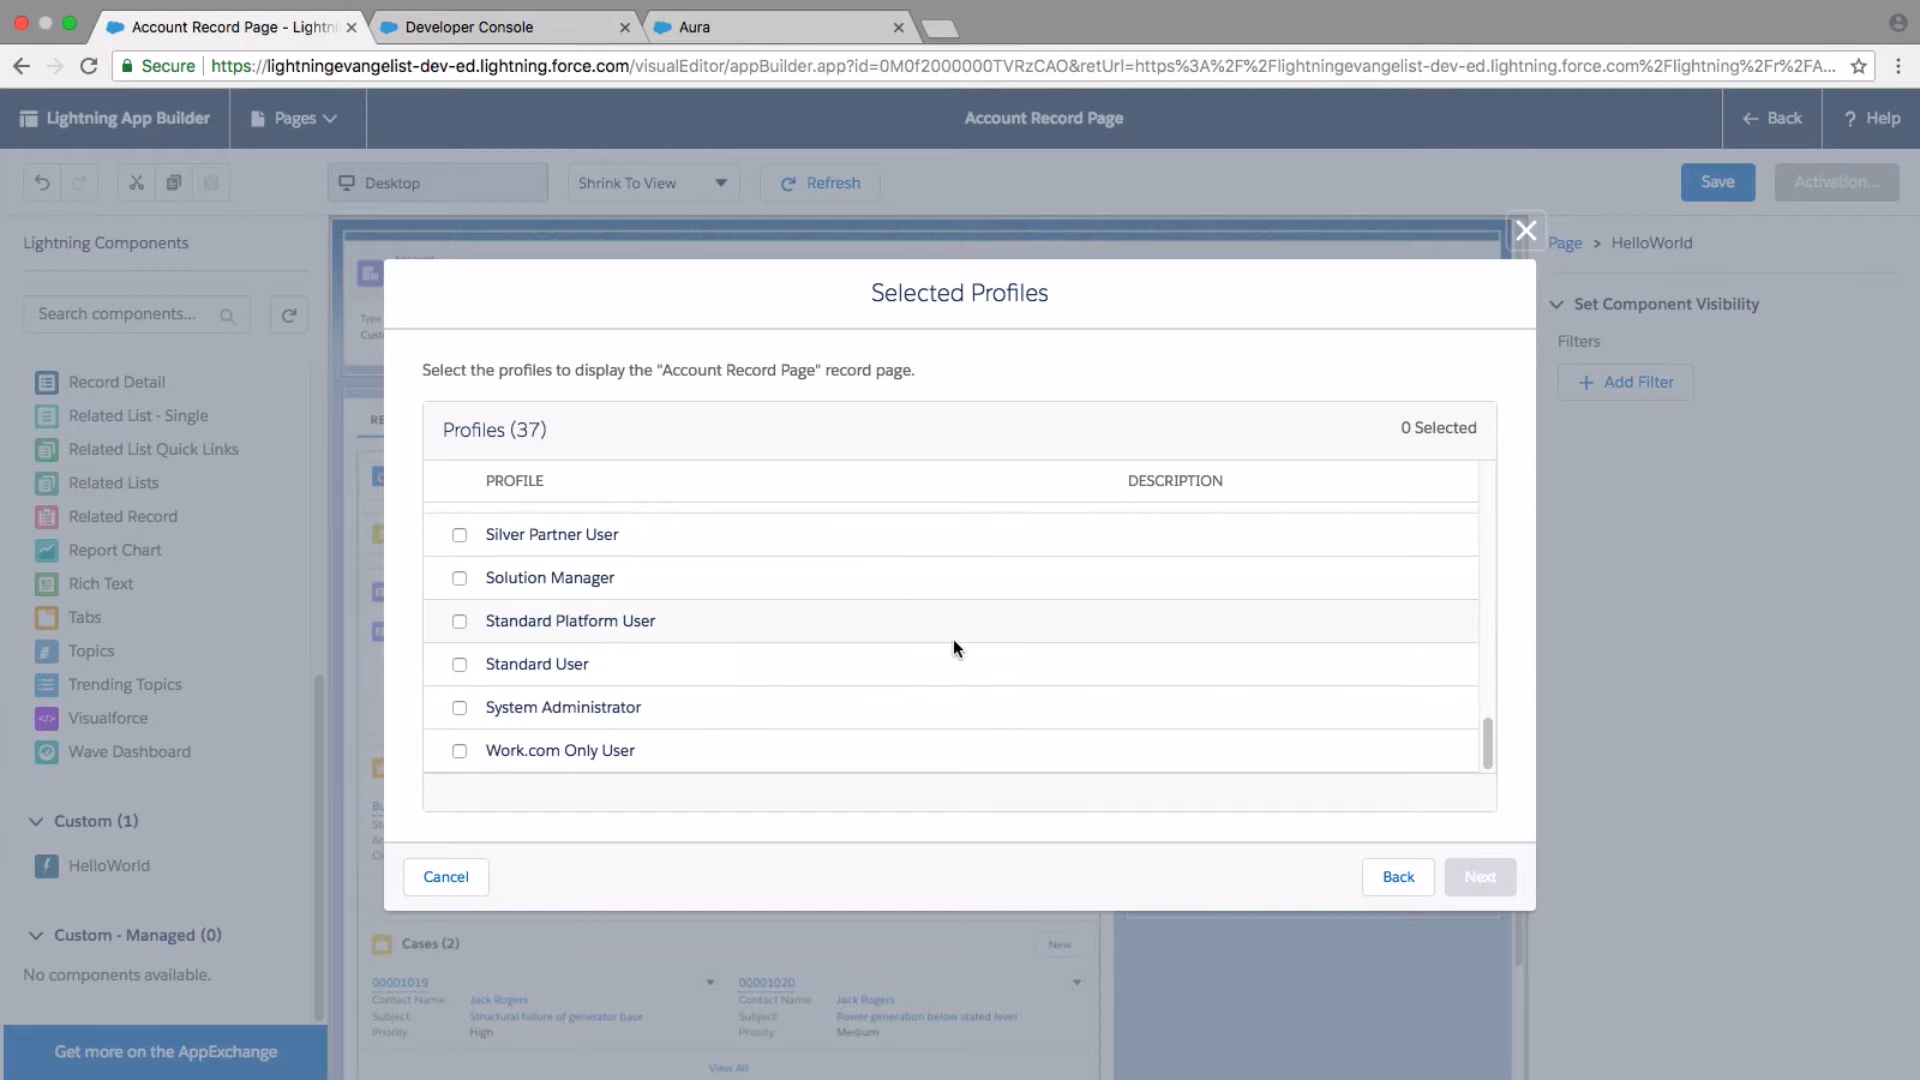 Account Record Page - Lightni
Developer Console
Aura
Secure
https://lightningevangelist-dev-ed.lightning.force.com/visualEditor/appBuilder.app?id=0M0f2000000TVRzCAO&retUrl=https%3A%2F%2Flightningevangelist-dev-ed.lightning.force.com%2Flightning%2Fr%2FA...
Lightning App Builder
Pages
Account Record Page
Back
? Help
Desktop
Shrink To View
Refresh
Save
Activation...
Lightning Components
Search components...
Record Detail
Related List - Single
Related List Quick Links
Related Lists
Related Record
Report Chart
Rich Text
Tabs
Topics
Trending Topics
Visualforce
Wave Dashboard
Custom (1)
HelloWorld
Custom - Managed (0)
No components available.
Get more on the AppExchange
Account
Type
Selected Profiles
Select the profiles to display the "Account Record Page" record page.
Profiles (37)
0 Selected
PROFILE
DESCRIPTION
Silver Partner User
Solution Manager
Standard Platform User
Standard User
System Administrator
Work.com Only User
Cancel
Back
Next
Cases (2)
New
00001019
Contact Name: Jack Rogers
Subject: Structural failure of generator base
Priority: High
00001020
Contact Name: Jack Rogers
Subject: Power generation below stated level
Priority: Medium
View All
Page > HelloWorld
Set Component Visibility
Filters
+ Add Filter